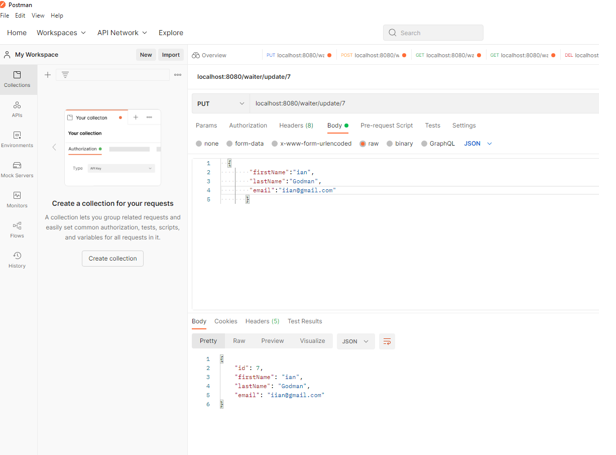 Postman
File Edit View Help
Home Workspaces API Network Explore
Search
My Workspace New Import
Overview PUT localhost:8080/wa POST localhost:8080/w GET localhost:8080/wa GET localhost:8080/wa DEL localhost:808
Collections
APIs
Environments
Mock Servers
Monitors
Flows
History
Your collection
Your collection
Authorization
Type API Key
Create a collection for your requests
A collection lets you group related requests and
easily set common authorization, tests, scripts,
and variables for all requests in it.
Create collection
localhost:8080/waiter/update/7
PUT localhost:8080/waiter/update/7
Params Authorization Headers (8) Body Pre-request Script Tests Settings
none form-data x-www-form-urlencoded raw binary GraphQL JSON
1 {
2 "firstName":"ian",
3 "lastName":"Godman",
4 "email":"iian@gmail.com"
5 }
Body Cookies Headers (5) Test Results
Pretty Raw Preview Visualize JSON
1 {
2 "id": 7,
3 "firstName": "ian",
4 "lastName": "Godman",
5 "email": "iian@gmail.com"
6 }